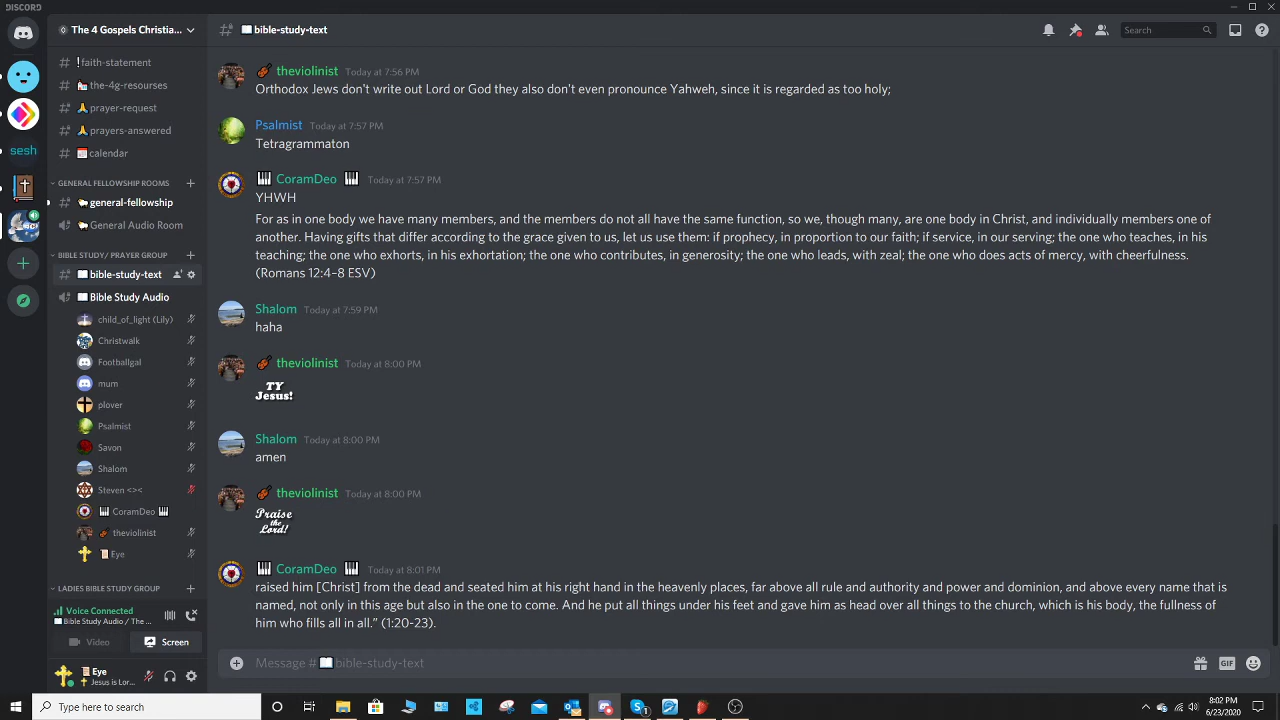 DISCORD
The 4 Gospels Christia...
faith-statement
the-4g-resourses
prayer-request
prayers-answered
calendar
GENERAL FELLOWSHIP ROOMS
general-fellowship
General Audio Room
BIBLE STUDY/ PRAYER GROUP
bible-study-text
Bible Study Audio
child_of_light (Lily)
Christwalk
Footballgal
mum
plover
Psalmist
Savon
Shalom
Steven <><
CoramDeo
theviolinist
Eye
LADIES BIBLE STUDY GROUP
Voice Connected
Bible Study Audio / The ...
Video
Screen
Eye
Jesus is Lor...
sesh
# bible-study-text
Search
theviolinist Today at 7:56 PM
Orthodox Jews don't write out Lord or God they also don't even pronounce Yahweh, since it is regarded as too holy;
Psalmist Today at 7:57 PM
Tetragrammaton
CoramDeo Today at 7:57 PM
YHWH
For as in one body we have many members, and the members do not all have the same function, so we, though many, are one body in Christ, and individually members one of
another. Having gifts that differ according to the grace given to us, let us use them: if prophecy, in proportion to our faith; if service, in our serving; the one who teaches, in his
teaching; the one who exhorts, in his exhortation; the one who contributes, in generosity; the one who leads, with zeal; the one who does acts of mercy, with cheerfulness.
(Romans 12:4–8 ESV)
Shalom Today at 7:59 PM
haha
theviolinist Today at 8:00 PM
TY
Jesus!
Shalom Today at 8:00 PM
amen
theviolinist Today at 8:00 PM
Praise
the
Lord!
CoramDeo Today at 8:01 PM
raised him [Christ] from the dead and seated him at his right hand in the heavenly places, far above all rule and authority and power and dominion, and above every name that is
named, not only in this age but also in the one to come. And he put all things under his feet and gave him as head over all things to the church, which is his body, the fullness of
him who fills all in all.” (1:20-23).
Message # bible-study-text
GIF
Type here to search
8:02 PM
6/23/2020